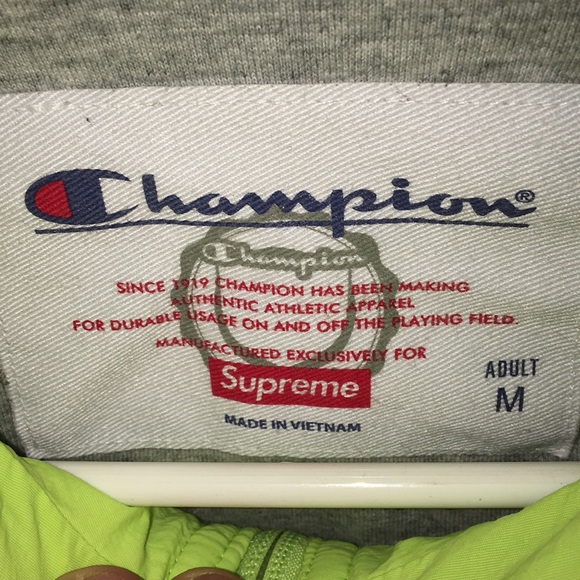 Champion®
Champion
SINCE 1919 CHAMPION HAS BEEN MAKING
AUTHENTIC ATHLETIC APPAREL
FOR DURABLE USAGE ON AND OFF THE PLAYING FIELD.
MANUFACTURED EXCLUSIVELY FOR
Supreme
ADULT
M
MADE IN VIETNAM